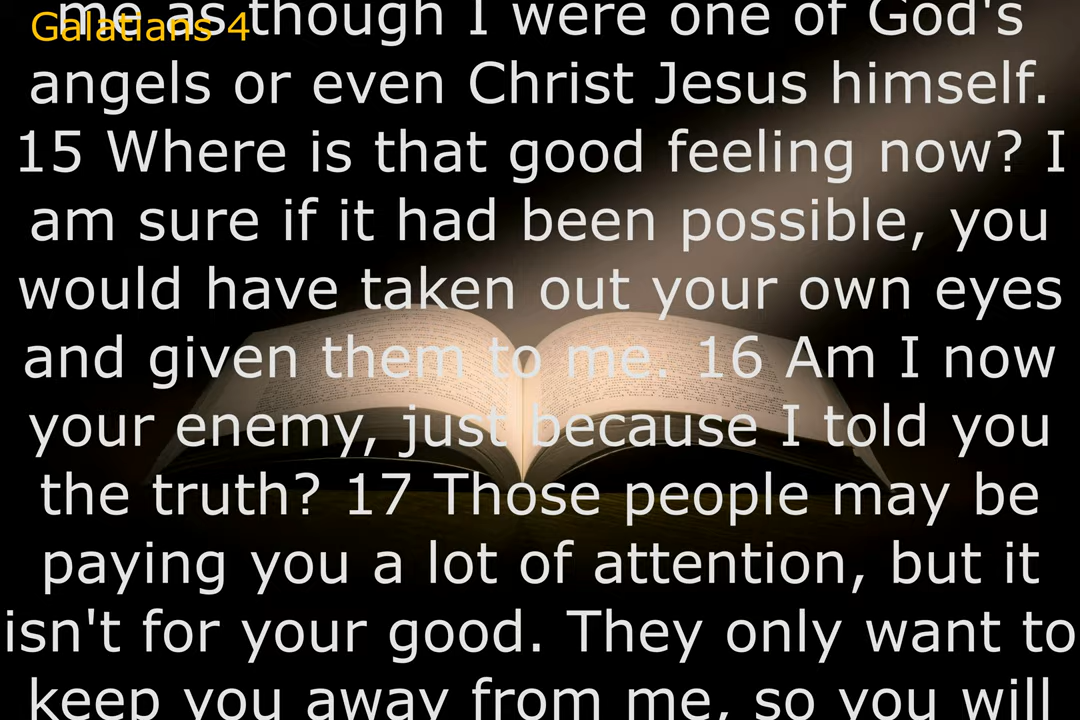 Galatians 4
me as though I were one of God's
angels or even Christ Jesus himself.
15 Where is that good feeling now? I
am sure if it had been possible, you
would have taken out your own eyes
and given them to me. 16 Am I now
your enemy, just because I told you
the truth? 17 Those people may be
paying you a lot of attention, but it
isn't for your good. They only want to
keep you away from me, so you will